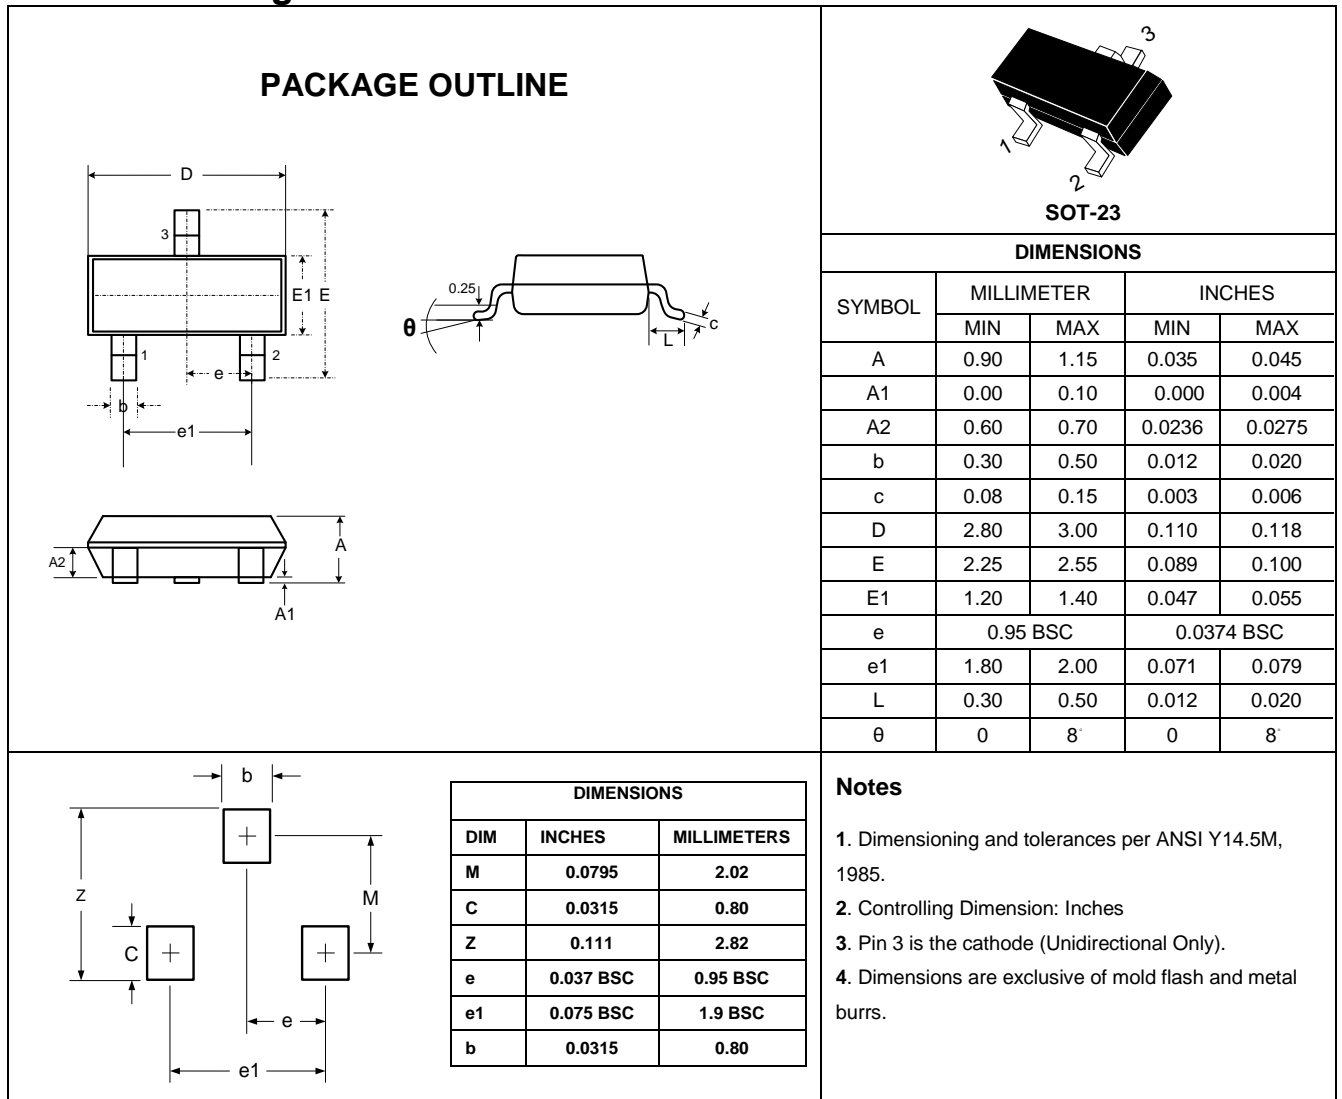 PACKAGE OUTLINE
D
3
E1 E
1
2
e
b
e1
A2
A
A1
0.25
θ
L
c
3
1
2
SOT-23
DIMENSIONS
SYMBOL MILLIMETER INCHES
MIN MAX MIN MAX
A 0.90 1.15 0.035 0.045
A1 0.00 0.10 0.000 0.004
A2 0.60 0.70 0.0236 0.0275
b 0.30 0.50 0.012 0.020
c 0.08 0.15 0.003 0.006
D 2.80 3.00 0.110 0.118
E 2.25 2.55 0.089 0.100
E1 1.20 1.40 0.047 0.055
e 0.95 BSC 0.0374 BSC
e1 1.80 2.00 0.071 0.079
L 0.30 0.50 0.012 0.020
θ 0 8° 0 8°
b
Z
M
C
e
e1
DIMENSIONS
DIM INCHES MILLIMETERS
M 0.0795 2.02
C 0.0315 0.80
Z 0.111 2.82
e 0.037 BSC 0.95 BSC
e1 0.075 BSC 1.9 BSC
b 0.0315 0.80
Notes
1. Dimensioning and tolerances per ANSI Y14.5M,
1985.
2. Controlling Dimension: Inches
3. Pin 3 is the cathode (Unidirectional Only).
4. Dimensions are exclusive of mold flash and metal
burrs.